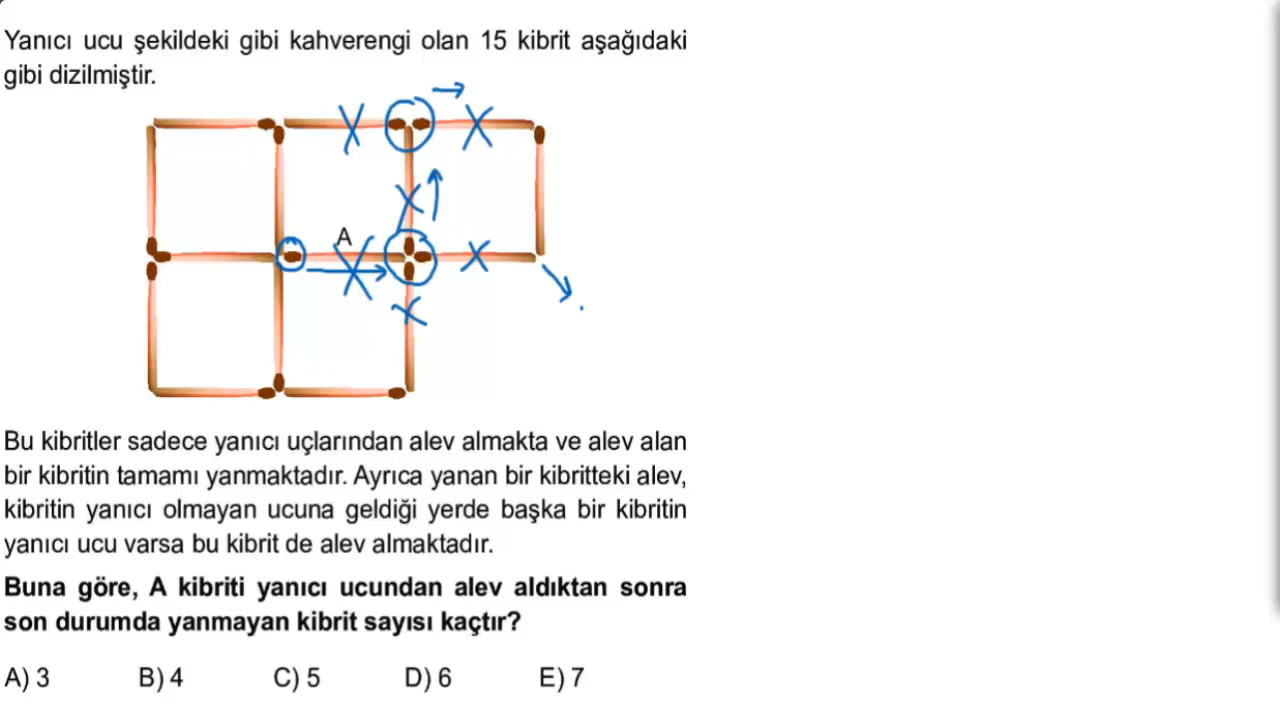 Yanıcı ucu şekildeki gibi kahverengi olan 15 kibrit aşağıdaki
gibi dizilmiştir.
A
Bu kibritler sadece yanıcı uçlarından alev almakta ve alev alan
bir kibritin tamamı yanmaktadır. Ayrıca yanan bir kibritteki alev,
kibritin yanıcı olmayan ucuna geldiği yerde başka bir kibritin
yanıcı ucu varsa bu kibrit de alev almaktadır.
Buna göre, A kibriti yanıcı ucundan alev aldıktan sonra
son durumda yanmayan kibrit sayısı kaçtır?
A) 3 B) 4 C) 5 D) 6 E) 7